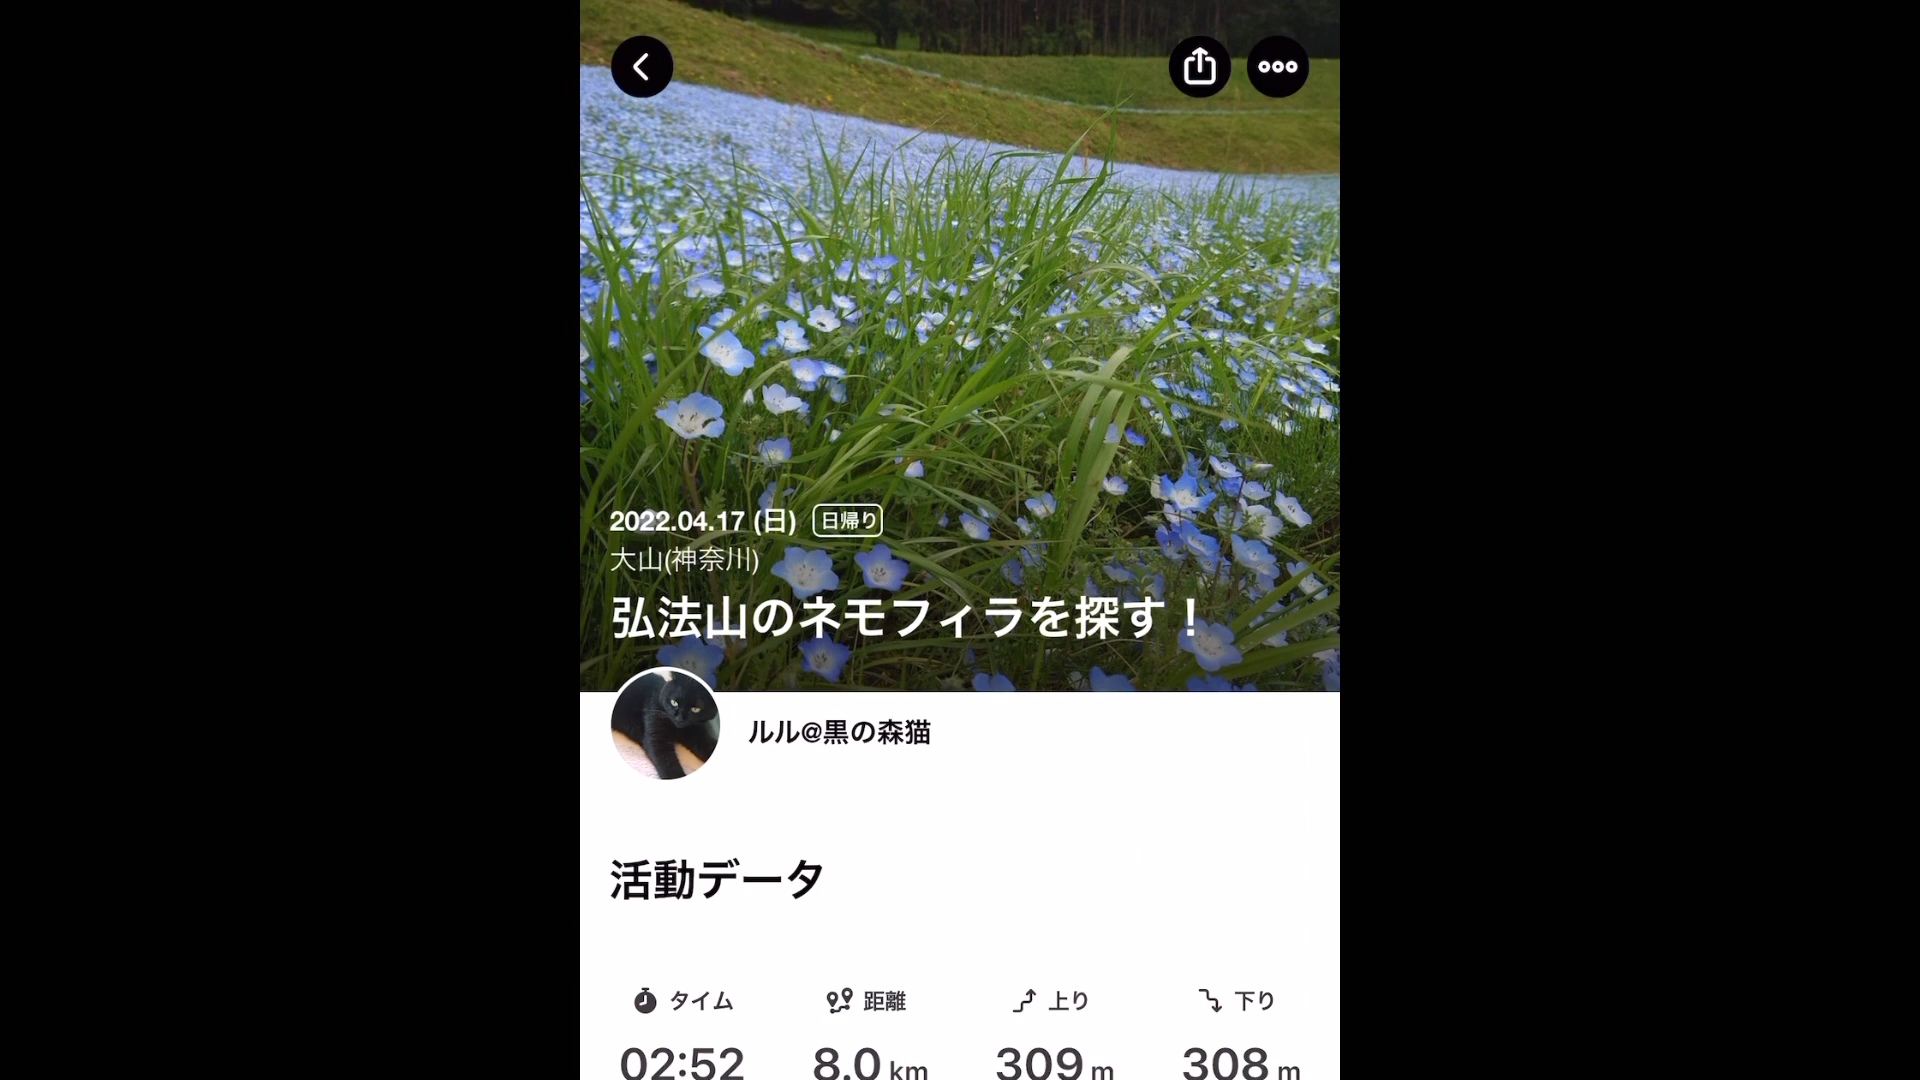 2022.04.17 (日) 日帰り
大山(神奈川)
弘法山のネモフィラを探す！
ルル@黒の森猫
活動データ
タイム 距離 上り 下り
02:52 8.0 km 309 m 308 m